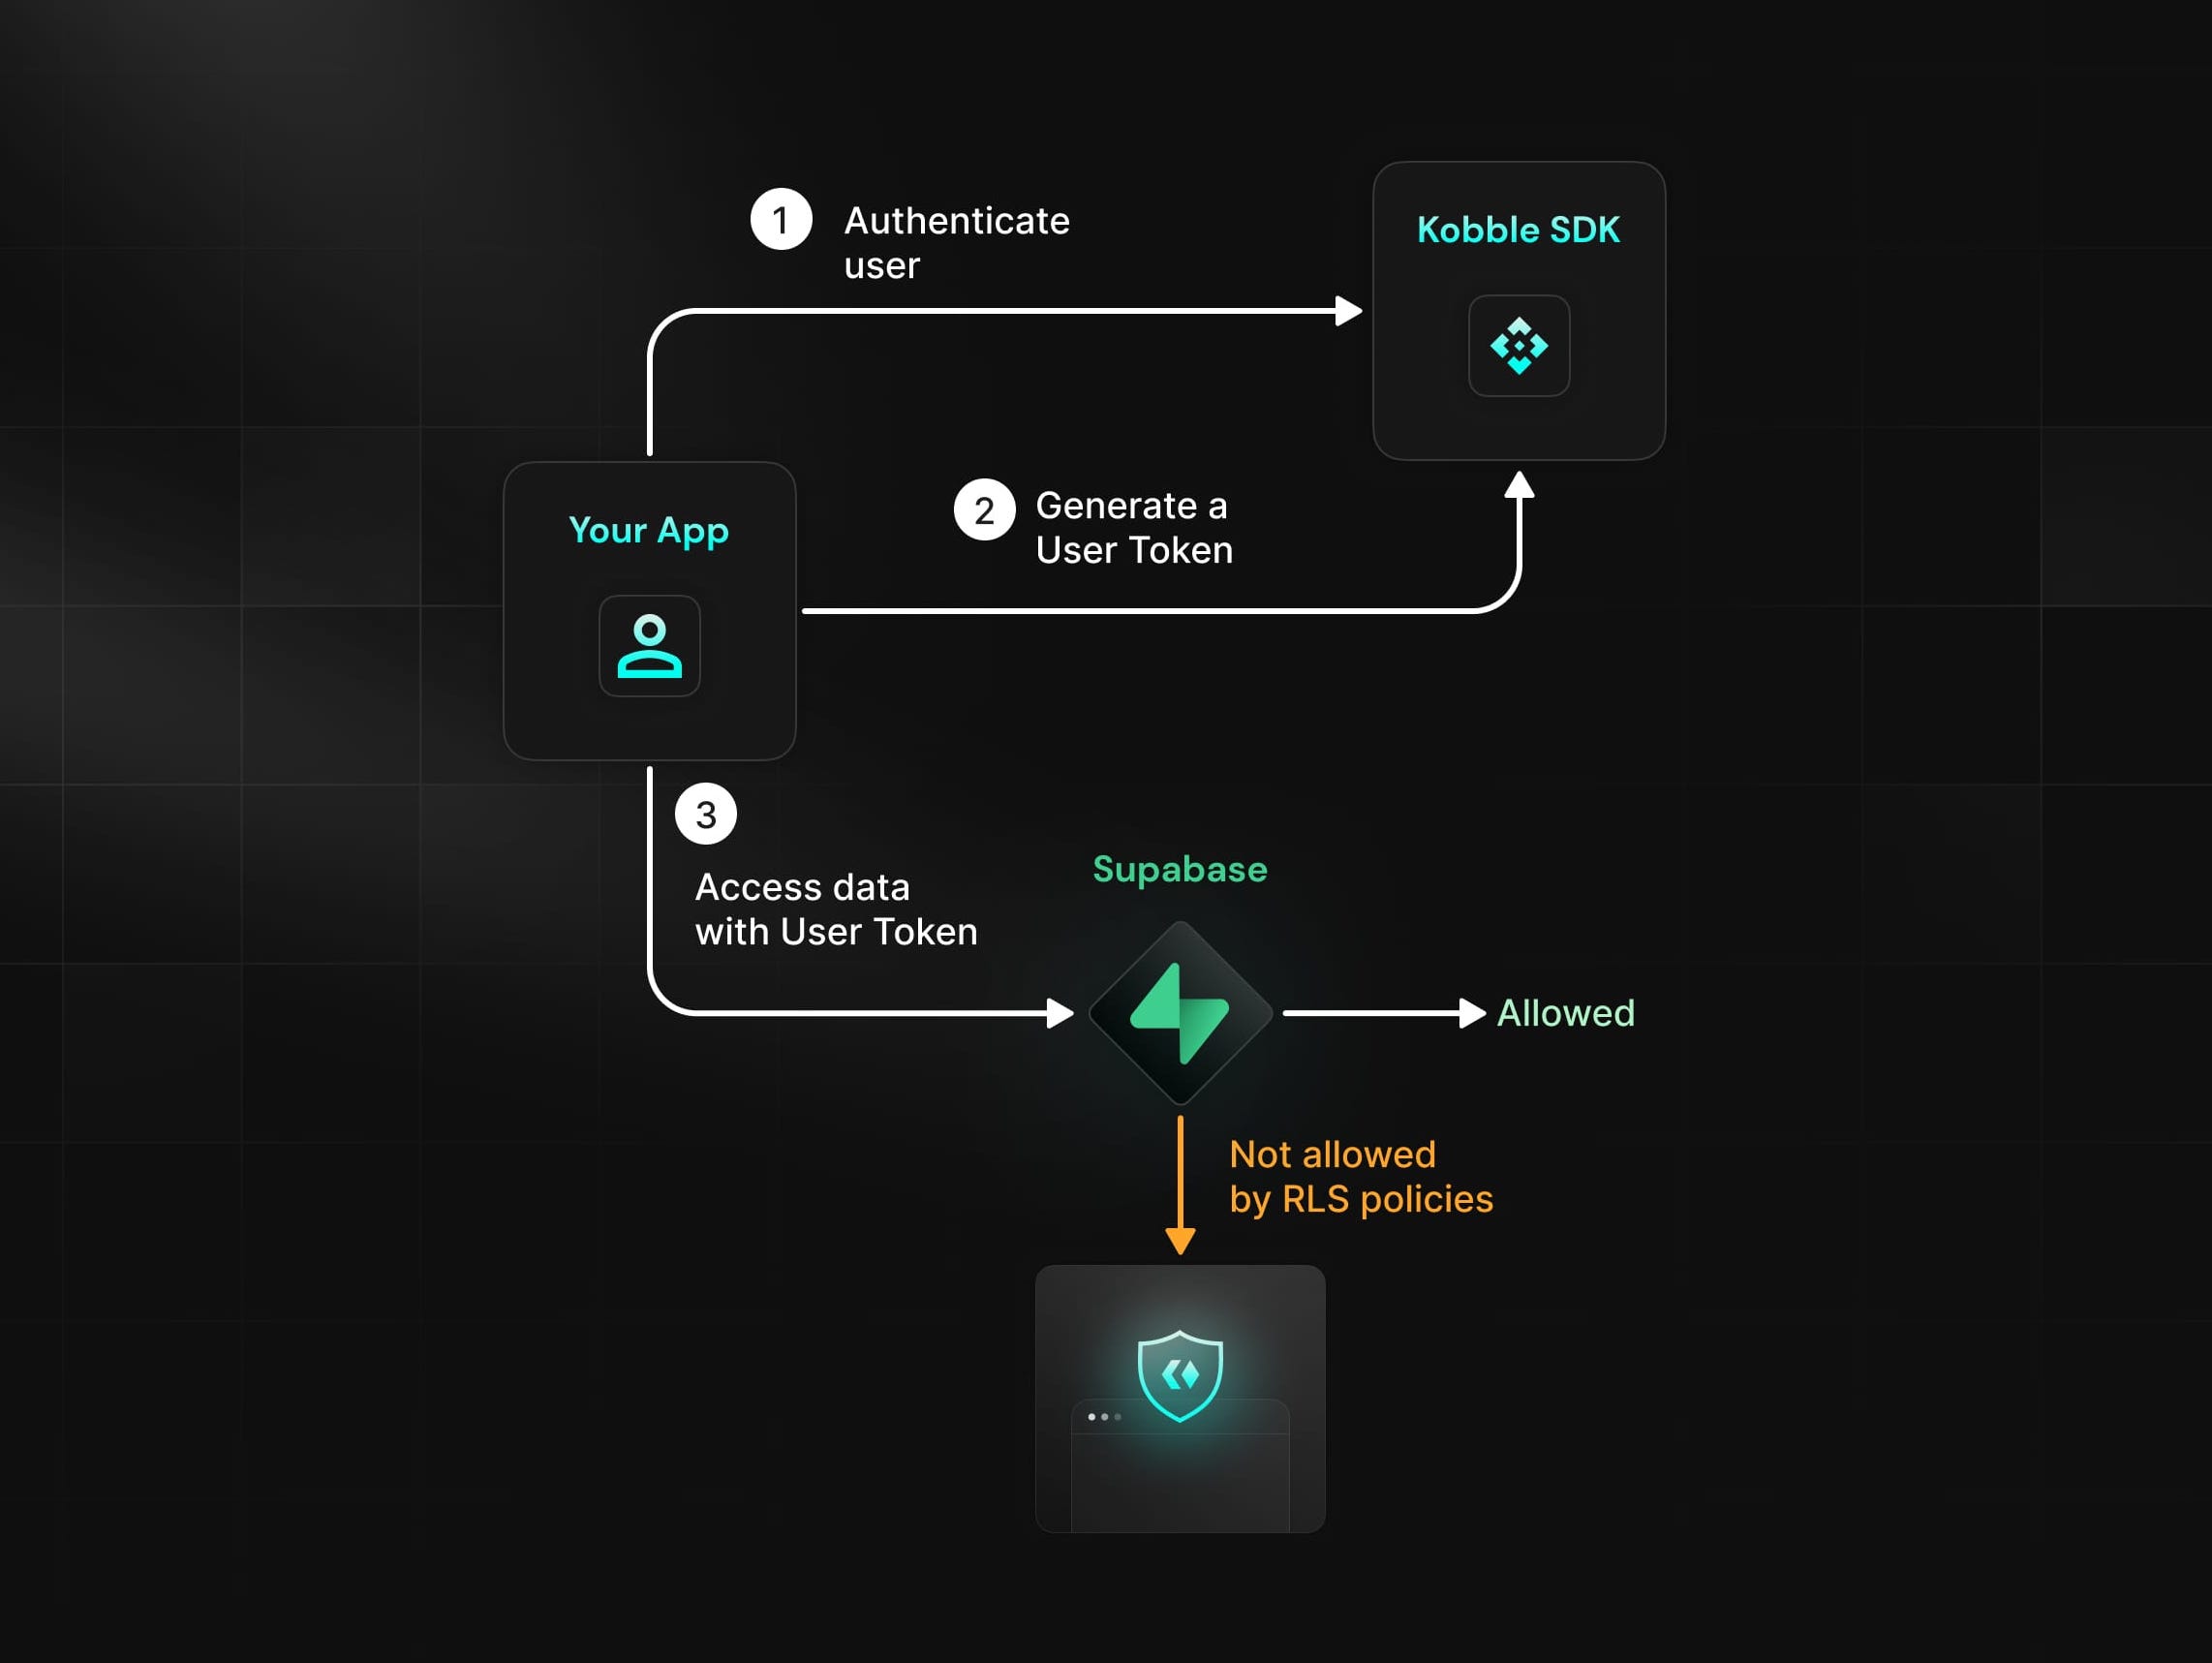 1
Authenticate
user
Kobble SDK
2
Generate a
User Token
Your App
3
Access data
with User Token
Supabase
Allowed
Not allowed
by RLS policies